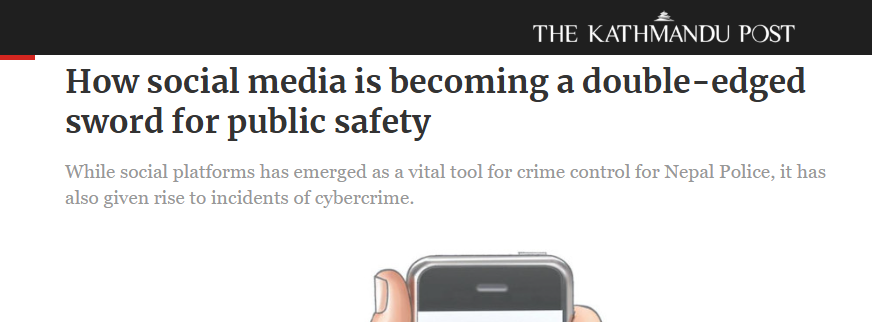 THE KATHMANDU POST
How social media is becoming a double-edged
sword for public safety
While social platforms has emerged as a vital tool for crime control for Nepal Police, it has
also given rise to incidents of cybercrime.